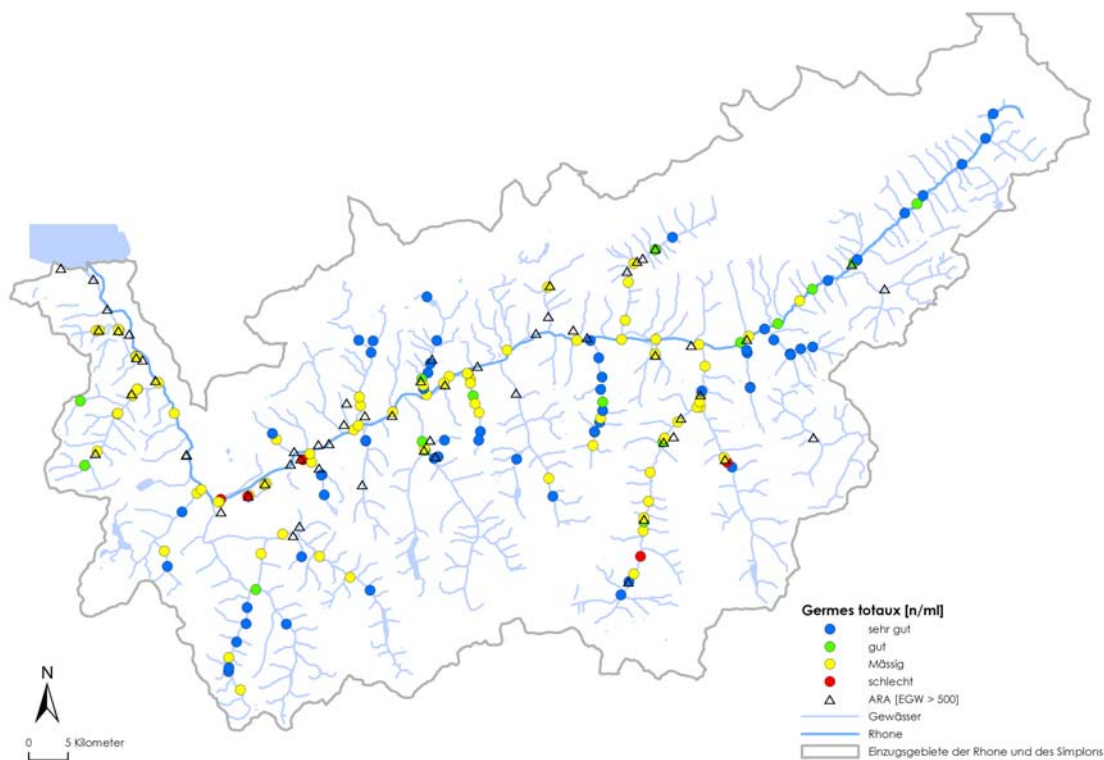 Germes totaux [n/ml]
sehr gut
gut
Mässig
schlecht
ARA [EGW > 500]
Gewässer
Rhone
Einzugsgebiete der Rhone und des Simplons
N
0 5 Kilometer